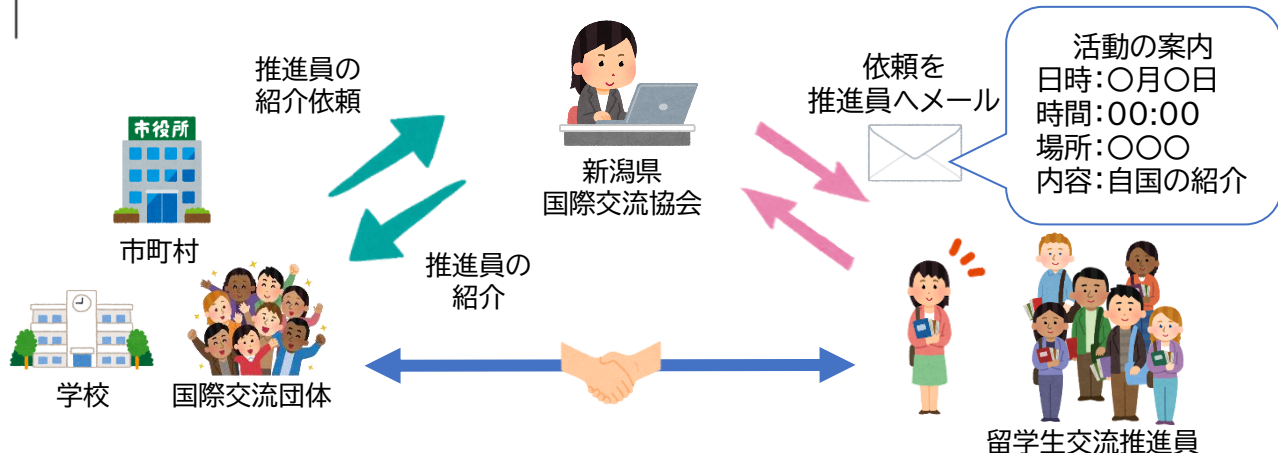 推進員の
紹介依頼
依頼を
推進員へメール
活動の案内
日時：〇月〇日
時間：00:00
場所：〇〇〇
内容：自国の紹介
市役所
市町村
新潟県
国際交流協会
推進員の
紹介
学校
国際交流団体
留学生交流推進員